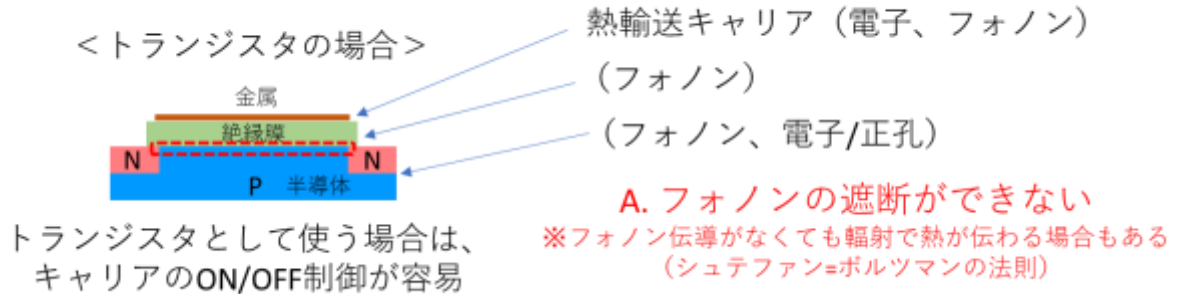 <トランジスタの場合>
金属
絶縁膜
N
N
P 半導体
トランジスタとして使う場合は、
キャリアのON/OFF制御が容易
熱輸送キャリア（電子、フォノン）
（フォノン）
（フォノン、電子/正孔）
A. フォノンの遮断ができない
※フォノン伝導がなくても輻射で熱が伝わる場合もある
（シュテファン=ボルツマンの法則）